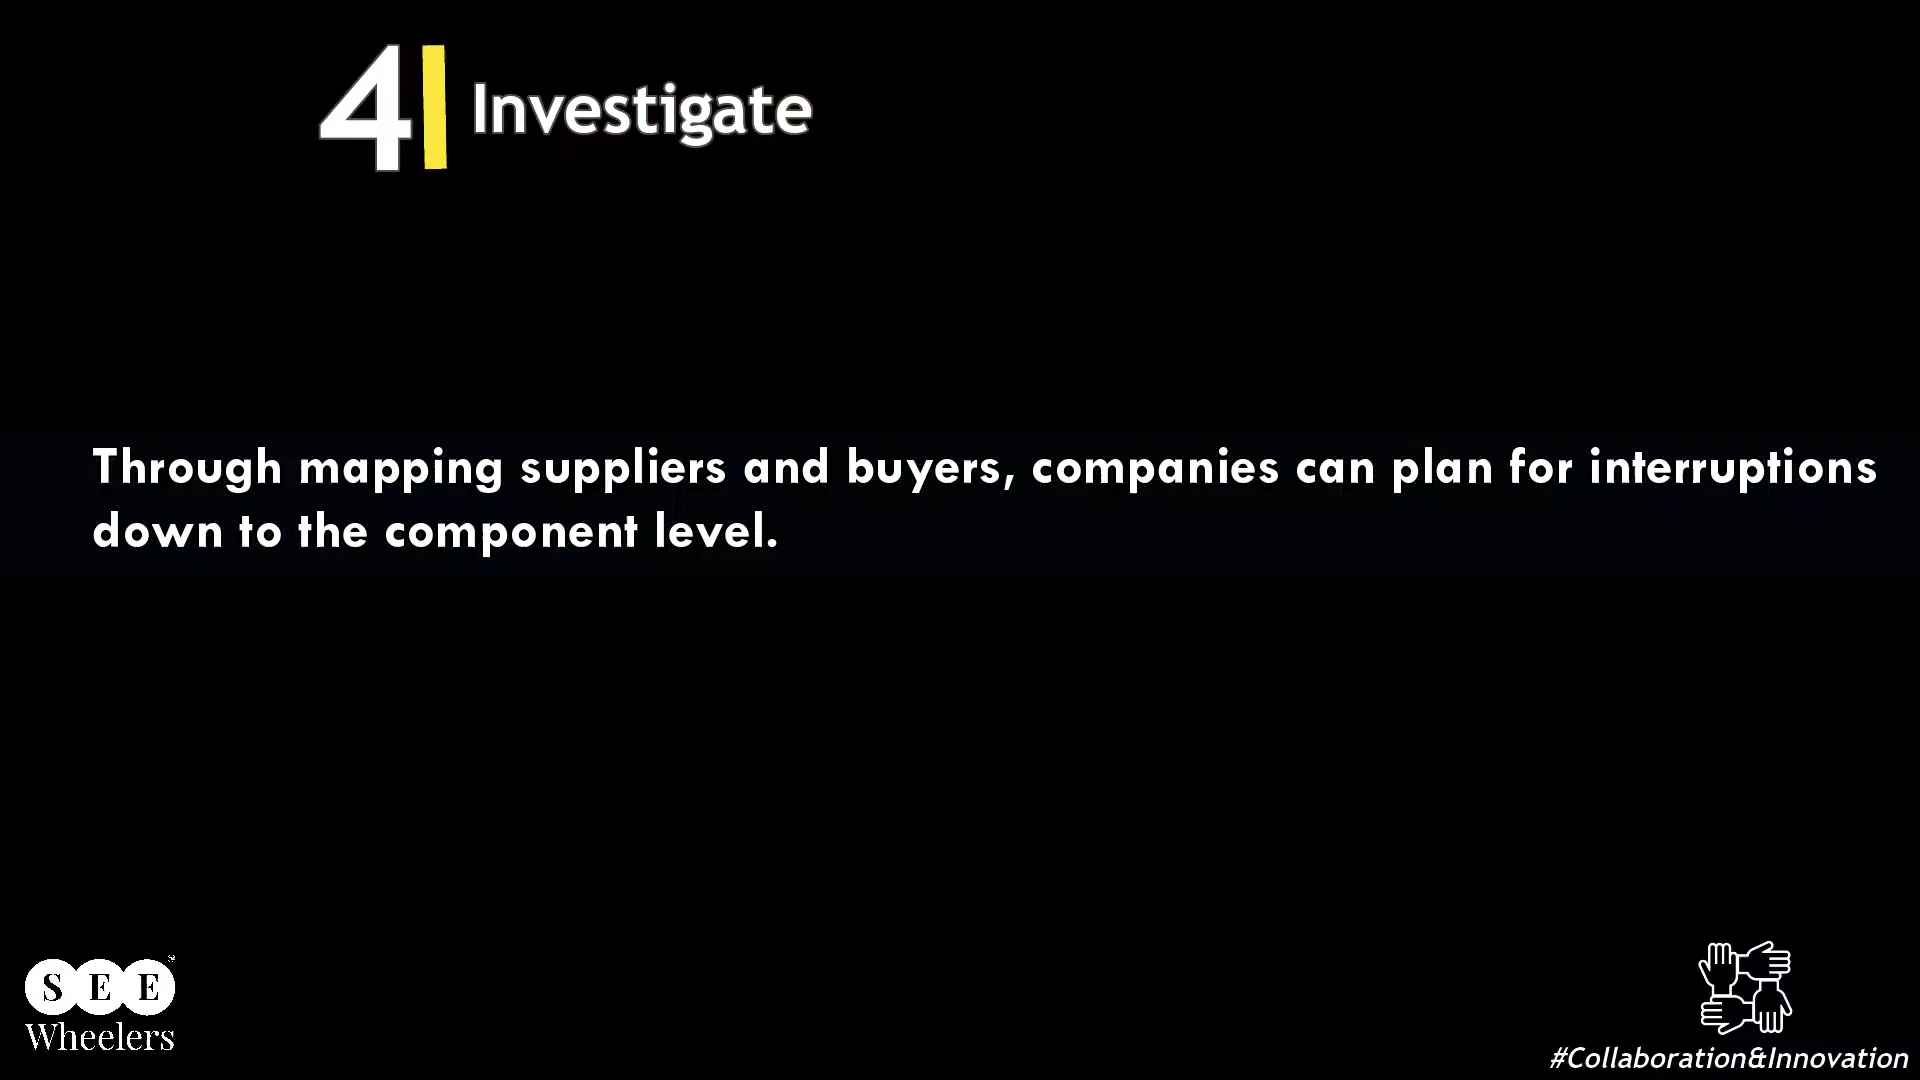 4 Investigate
Through mapping suppliers and buyers, companies can plan for interruptions
down to the component level.
SEE
Wheelers
#Collaboration&Innovation